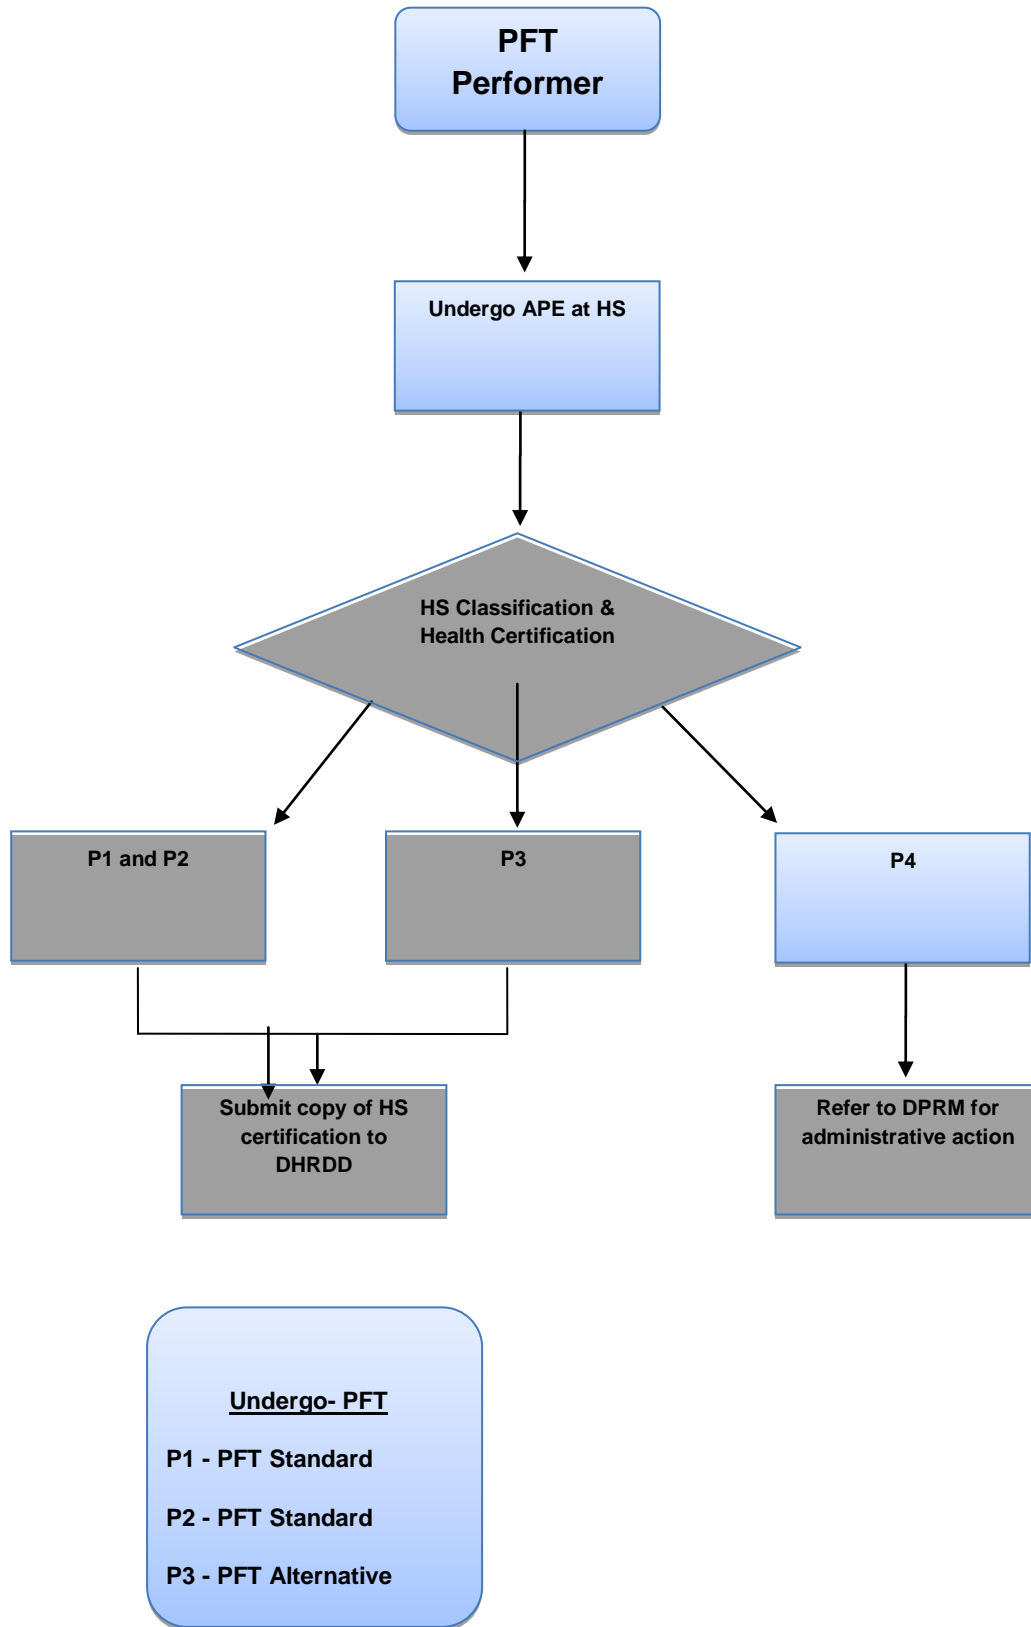 PFT
Performer
Undergo APE at HS
HS Classification &
Health Certification
P1 and P2
P3
P4
Submit copy of HS
certification to
DHRDD
Refer to DPRM for
administrative action
Undergo- PFT
P1 - PFT Standard
P2 - PFT Standard
P3 - PFT Alternative